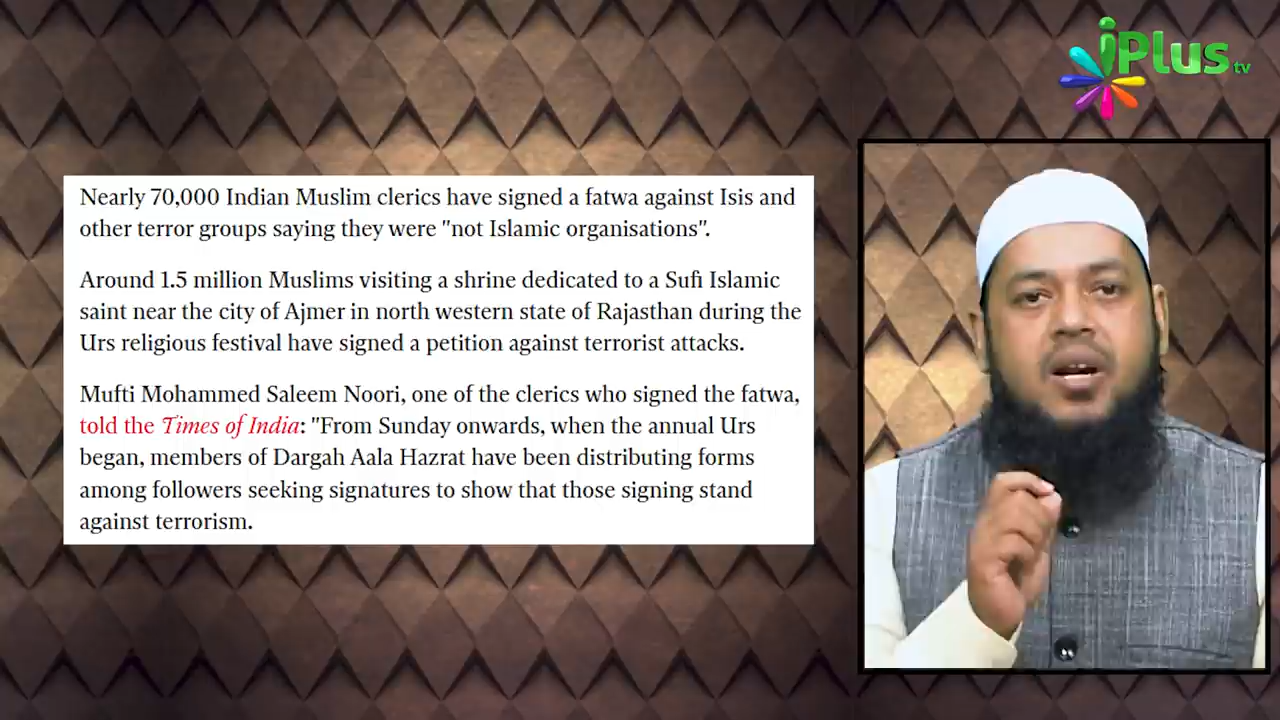 iPlus tv
Nearly 70,000 Indian Muslim clerics have signed a fatwa against Isis and
other terror groups saying they were "not Islamic organisations".
Around 1.5 million Muslims visiting a shrine dedicated to a Sufi Islamic
saint near the city of Ajmer in north western state of Rajasthan during the
Urs religious festival have signed a petition against terrorist attacks.
Mufti Mohammed Saleem Noori, one of the clerics who signed the fatwa,
told the Times of India: "From Sunday onwards, when the annual Urs
began, members of Dargah Aala Hazrat have been distributing forms
among followers seeking signatures to show that those signing stand
against terrorism.